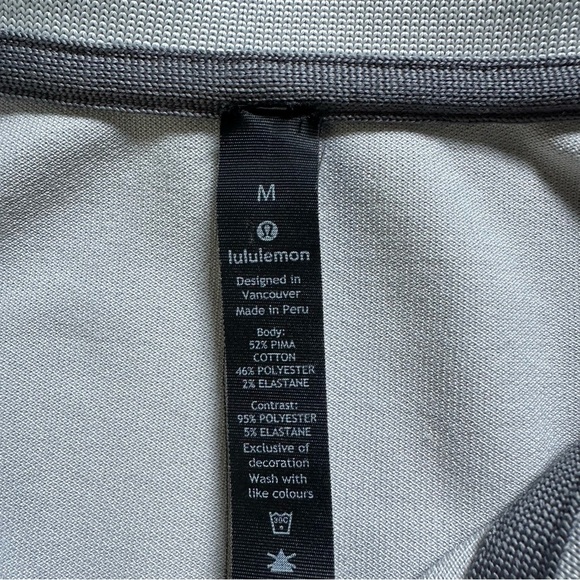 M
lululemon
Designed in
Vancouver
Made in Peru
Body:
52% PIMA
COTTON
46% POLYESTER
2% ELASTANE
Contrast:
95% POLYESTER
5% ELASTANE
Exclusive of
decoration
Wash with
like colours
30C